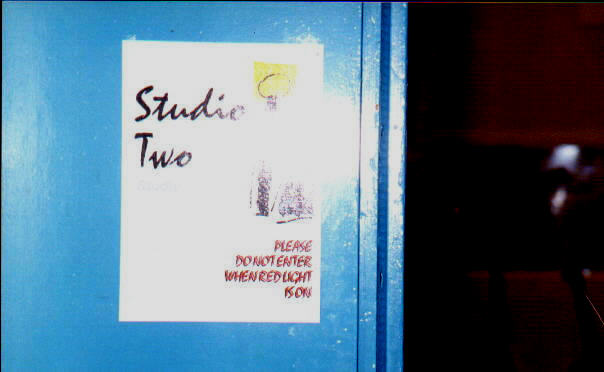 Studio
Two
PLEASE
DO NOT ENTER
WHEN RED LIGHT
IS ON